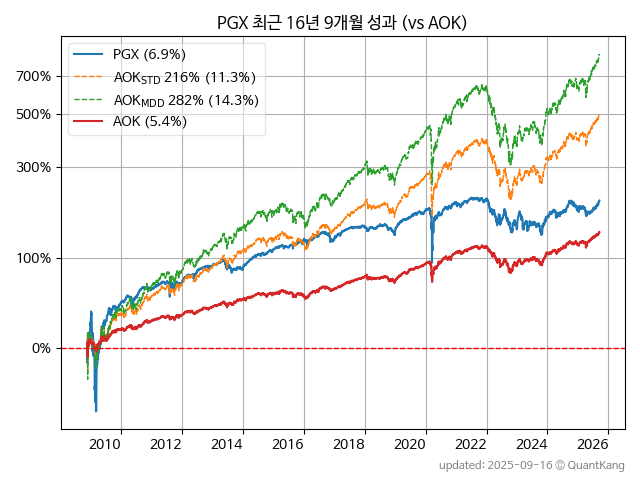 PGX 최근 16년 9개월 성과 (vs AOK)
PGX (6.9%)
AOK_STD 216% (11.3%)
AOK_MDD 282% (14.3%)
AOK (5.4%)
700%
500%
300%
100%
0%
2010 2012 2014 2016 2018 2020 2022 2024 2026
updated: 2025-09-16 ⓒ QuantKang